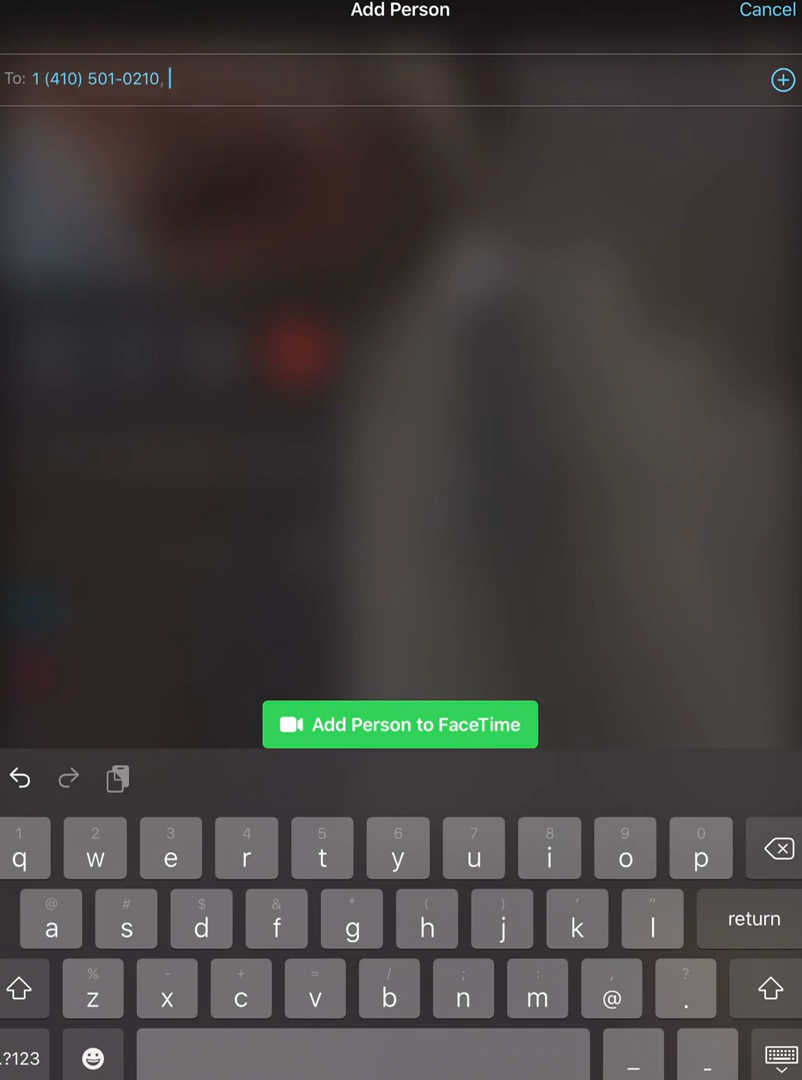 Add Person
Cancel
To: 1 (410) 501-0210,
Add Person to FaceTime
1 2 3 4 5 6 7 8 9 0
q w e r t y u i o p
@ # $ & * ( ) ' "
a s d f g h j k l return
% - + = / ; : , ?
z x c v b n m @ .
.?123 _ -